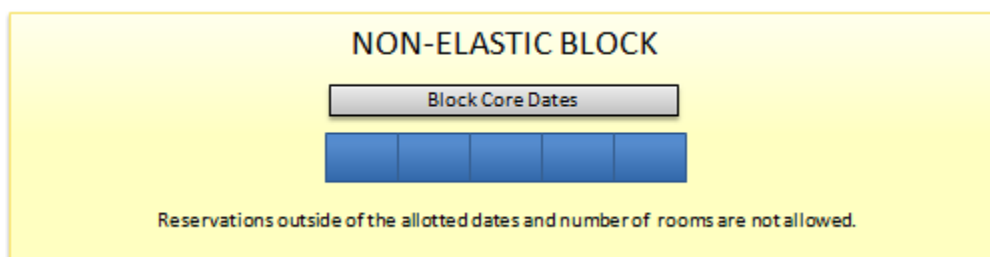 NON-ELASTIC BLOCK
Block Core Dates
Reservations outside of the allotted dates and number of rooms are not allowed.